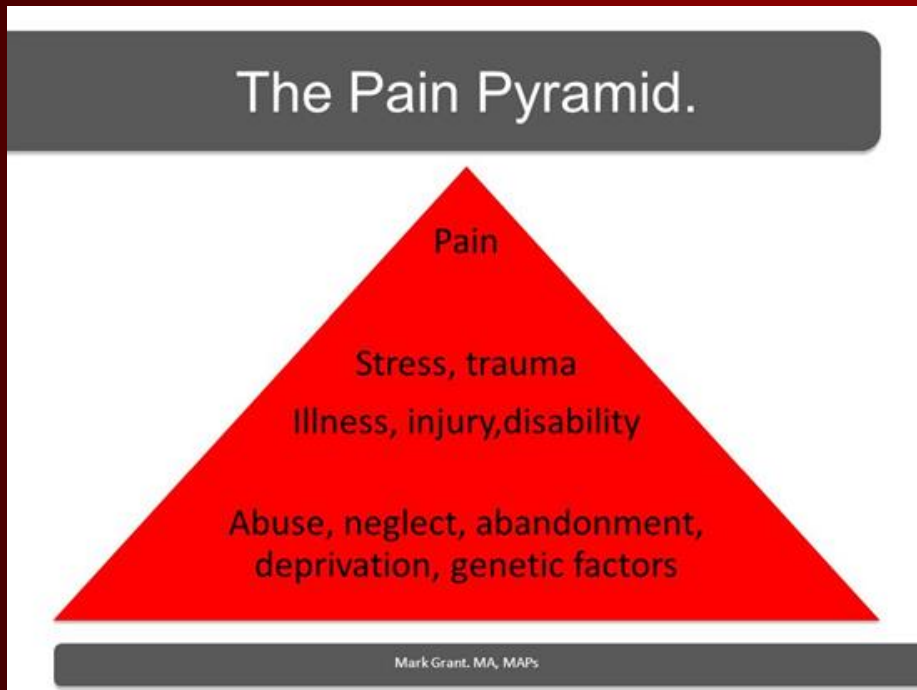 The Pain Pyramid.
Pain
Stress, trauma
Illness, injury,disability
Abuse, neglect, abandonment,
deprivation, genetic factors
Mark Grant. MA, MAPs